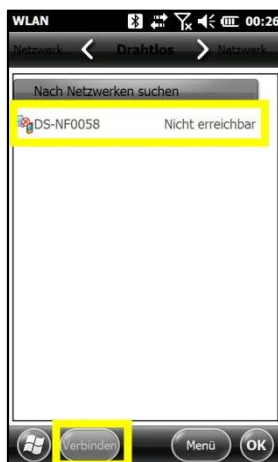 WLAN 00:26
Netzwerk Drahtlos Netzwerk
Nach Netzwerken suchen
DS-NF0058 Nicht erreichbar
Verbinden Menü OK